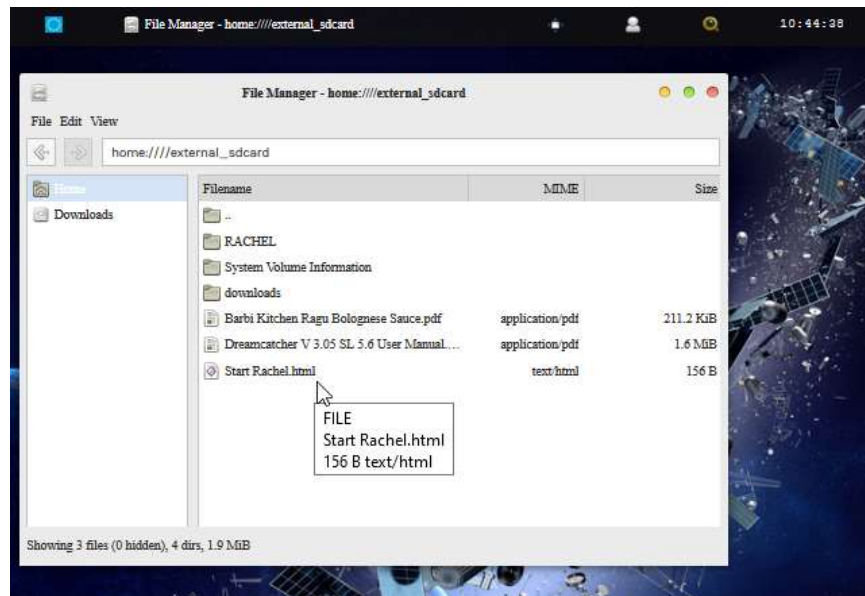 File Manager - home:////external_sdcard
10:44:38
File Manager - home:////external_sdcard
File Edit View
home:////external_sdcard
Home
Downloads
Filename MIME Size
..
RACHEL
System Volume Information
downloads
Barbi Kitchen Ragu Bolognese Sauce.pdf application/pdf 211.2 KiB
Dreamcatcher V 3.05 SL 5.6 User Manual.... application/pdf 1.6 MiB
Start Rachel.html text/html 156 B
FILE
Start Rachel.html
156 B text/html
Showing 3 files (0 hidden), 4 dirs, 1.9 MiB